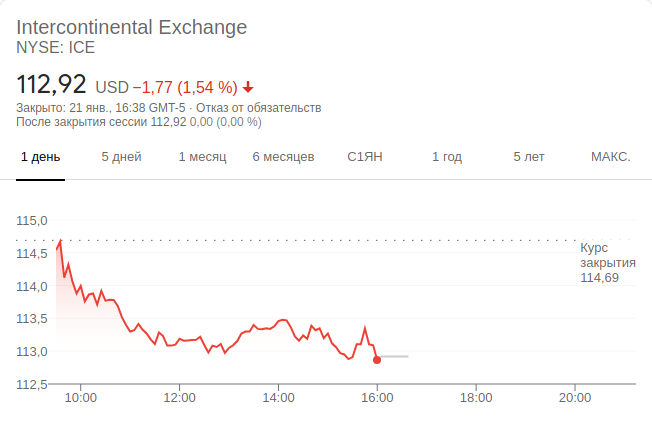 Intercontinental Exchange
NYSE: ICE
112,92 USD −1,77 (1,54 %)
Закрыто: 21 янв., 16:38 GMT-5 · Отказ от обязательств
После закрытия сессии 112,92 0,00 (0,00 %)
1 день 5 дней 1 месяц 6 месяцев С1ЯН 1 год 5 лет МАКС.
115,0
114,5
114,0
113,5
113,0
112,5
Курс
закрытия
114,69
10:00 12:00 14:00 16:00 18:00 20:00